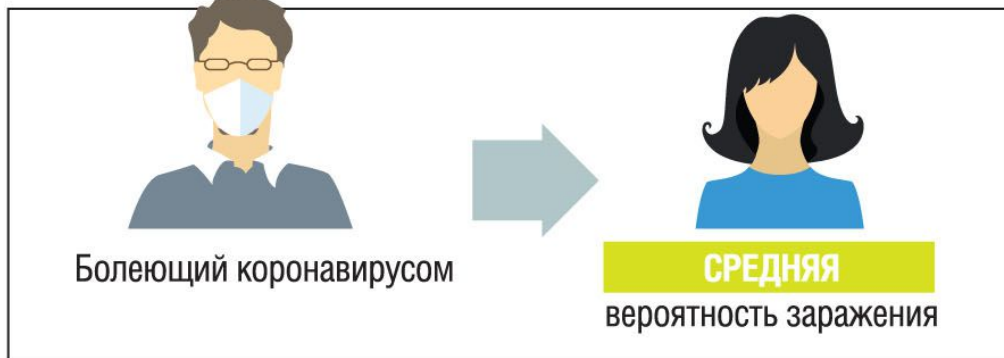 Болеющий коронавирусом
СРЕДНЯЯ
вероятность заражения